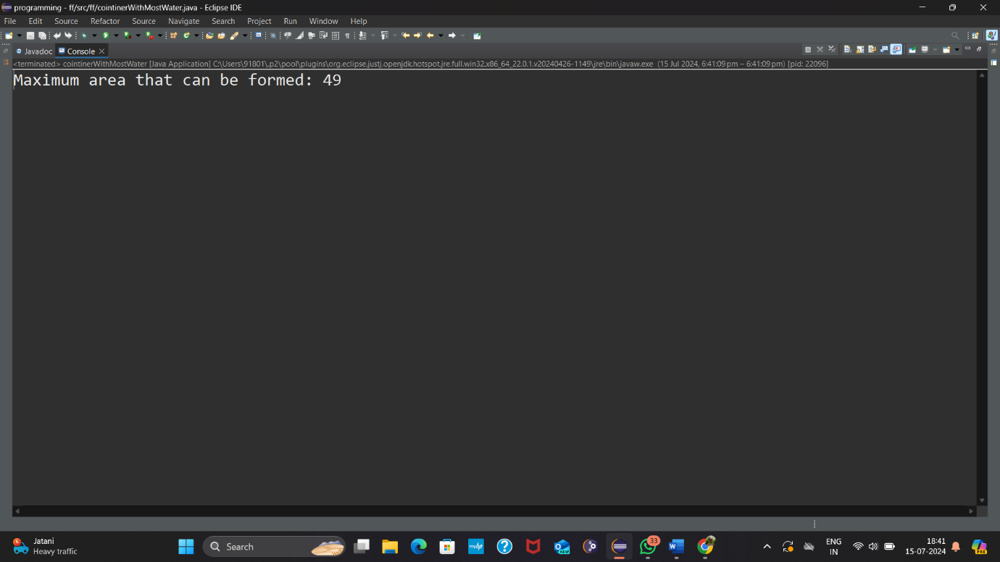 programming - ff/src/ff/cointinerWithMostWater.java - Eclipse IDE
File Edit Source Refactor Source Navigate Search Project Run Window Help
Javadoc Console
<terminated> cointinerWithMostWater [Java Application] C:\Users\91801\.p2\pool\plugins\org.eclipse.justj.openjdk.hotspot.jre.full.win32.x86_64_22.0.1.v20240426-1149\jre\bin\javaw.exe (15 Jul 2024, 6:41:09 pm – 6:41:09 pm) [pid: 22096]
Maximum area that can be formed: 49
Jatani
Heavy traffic
Search
33
ENG
IN
18:41
15-07-2024